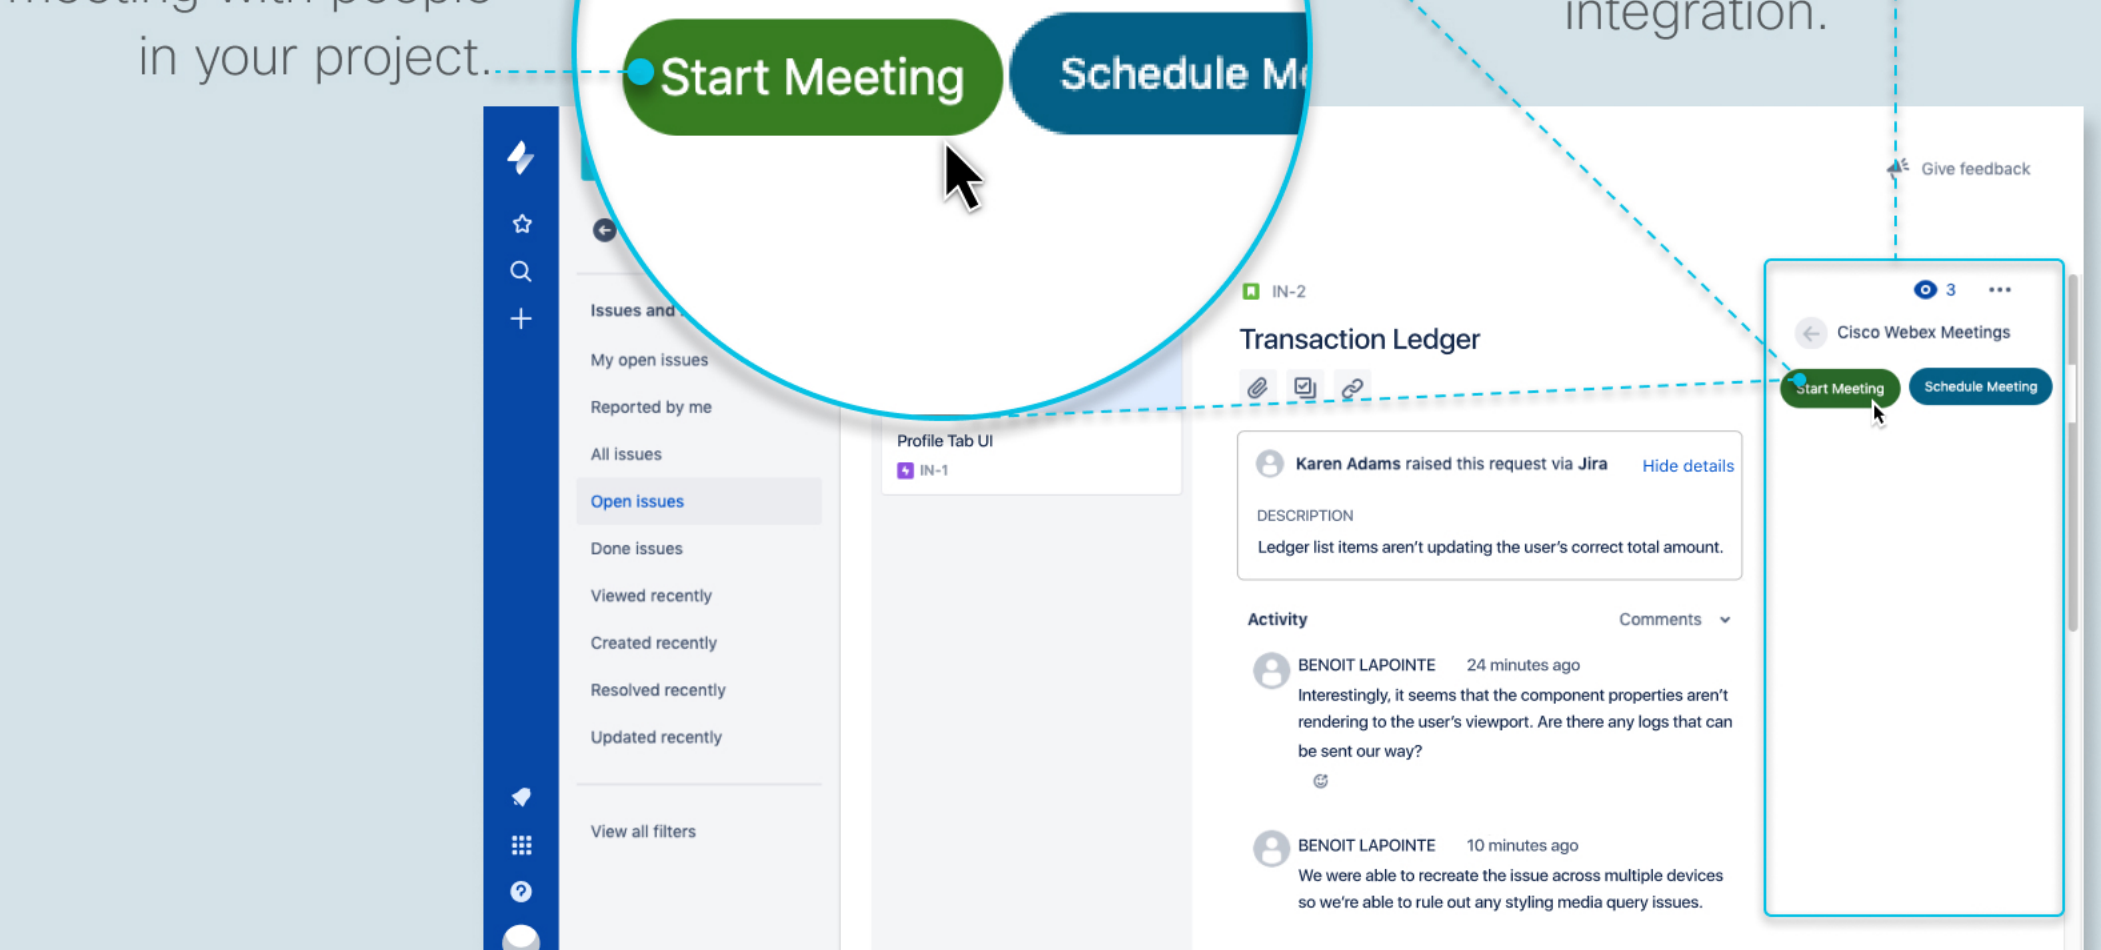 meeting with people
in your project.
integration.
Start Meeting
Schedule
Give feedback
Issues and
My open issues
Reported by me
All issues
Open issues
Done issues
Viewed recently
Created recently
Resolved recently
Updated recently
View all filters
Profile Tab UI
IN-1
IN-2
Transaction Ledger
Karen Adams raised this request via Jira
Hide details
DESCRIPTION
Ledger list items aren't updating the user's correct total amount.
Activity
Comments
BENOIT LAPOINTE 24 minutes ago
Interestingly, it seems that the component properties aren't
rendering to the user's viewport. Are there any logs that can
be sent our way?
BENOIT LAPOINTE 10 minutes ago
We were able to recreate the issue across multiple devices
so we're able to rule out any styling media query issues.
3
Cisco Webex Meetings
Start Meeting
Schedule Meeting